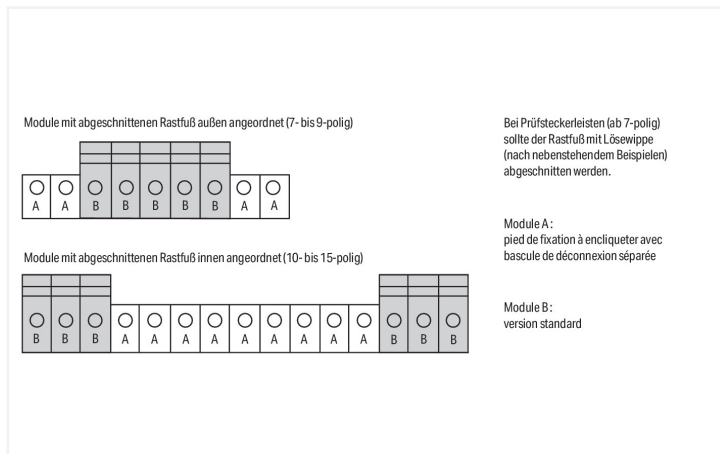 Module mit abgeschnittenen Rastfuß außen angeordnet (7- bis 9-polig)
A A B B B B B A A
Module mit abgeschnittenen Rastfuß innen angeordnet (10- bis 15-polig)
B B B A A A A A A A A A B B B
Bei Prüfsteckerleisten (ab 7-polig)
sollte der Rastfuß mit Lösewippe
(nach nebenstehendem Beispielen)
abgeschnitten werden.
Module A :
pied de fixation à encliqueter avec
bascule de déconnexion séparée
Module B :
version standard